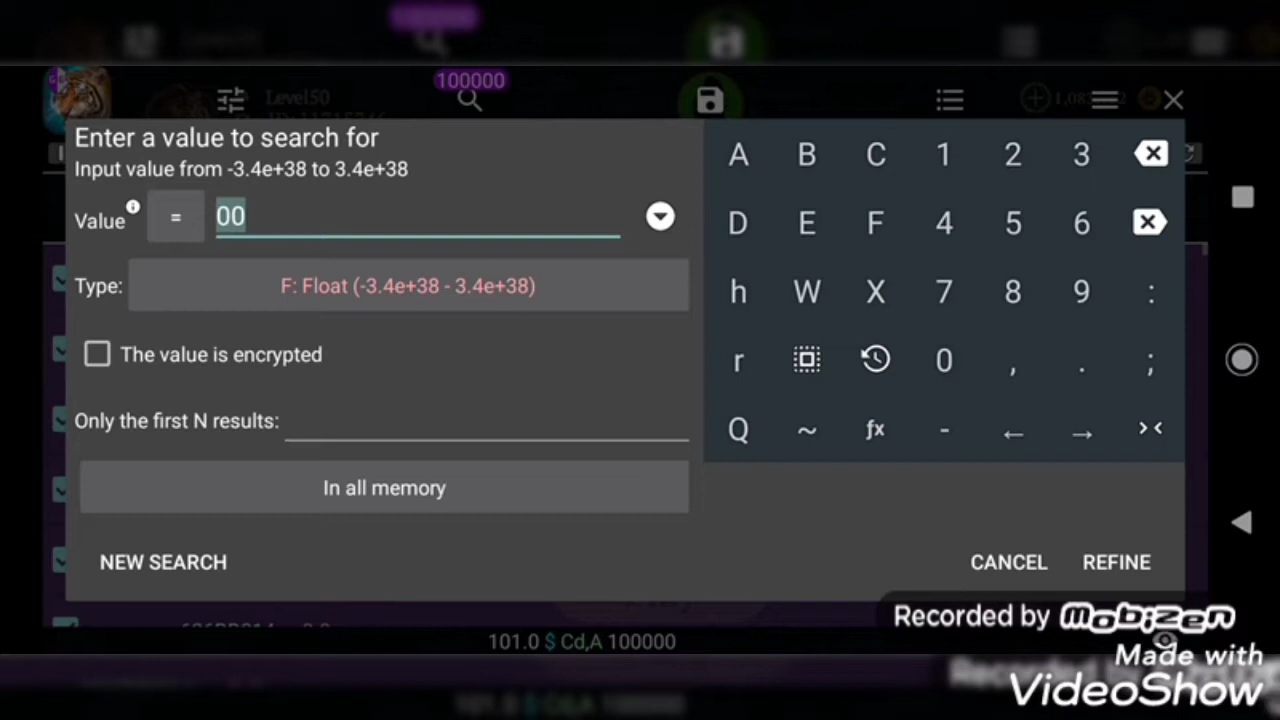 100000
Level50
Enter a value to search for
Input value from -3.4e+38 to 3.4e+38
Value
=
00
Type:
F: Float (-3.4e+38 - 3.4e+38)
The value is encrypted
Only the first N results:
In all memory
NEW SEARCH
CANCEL
REFINE
A B C 1 2 3
D E F 4 5 6
h W X 7 8 9 :
r 0 , . ;
Q ~ ƒx - ← → ><
101.0 $ Cd,A 100000
Recorded by Mobizen
Made with
VideoShow